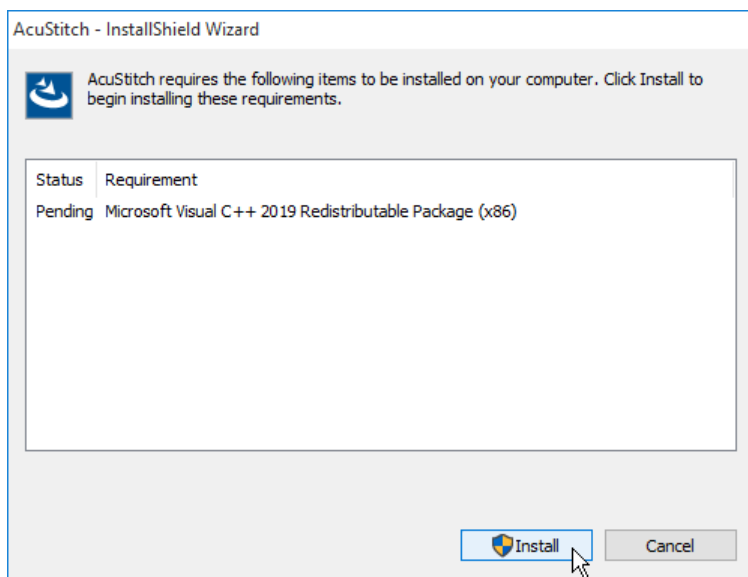 AcuStitch - InstallShield Wizard
AcuStitch requires the following items to be installed on your computer. Click Install to
begin installing these requirements.
Status Requirement
Pending Microsoft Visual C++ 2019 Redistributable Package (x86)
Install Cancel